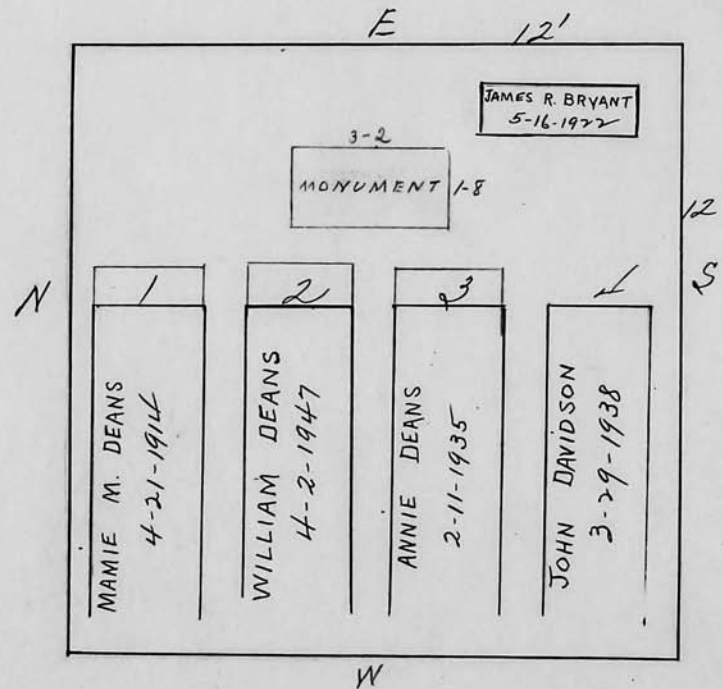 E 12'
JAMES R. BRYANT
5-16-1922
3-2
MONUMENT 1-8
12
N
S
1 2 3 4
MAMIE M. DEANS
4-21-1914
WILLIAM DEANS
4-2-1947
ANNIE DEANS
2-11-1935
JOHN DAVIDSON
3-29-1938
W